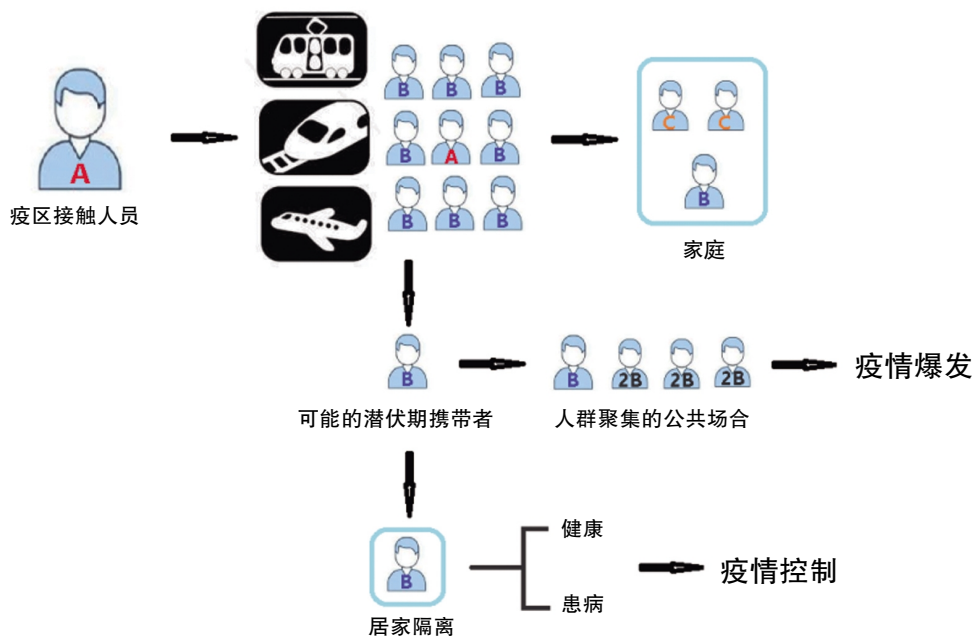 B B B
A
B A B
疫区接触人员
B B B
C C
B
家庭
B
可能的潜伏期携带者
B 2B 2B 2B
人群聚集的公共场合
疫情爆发
B
居家隔离
健康
患病
疫情控制